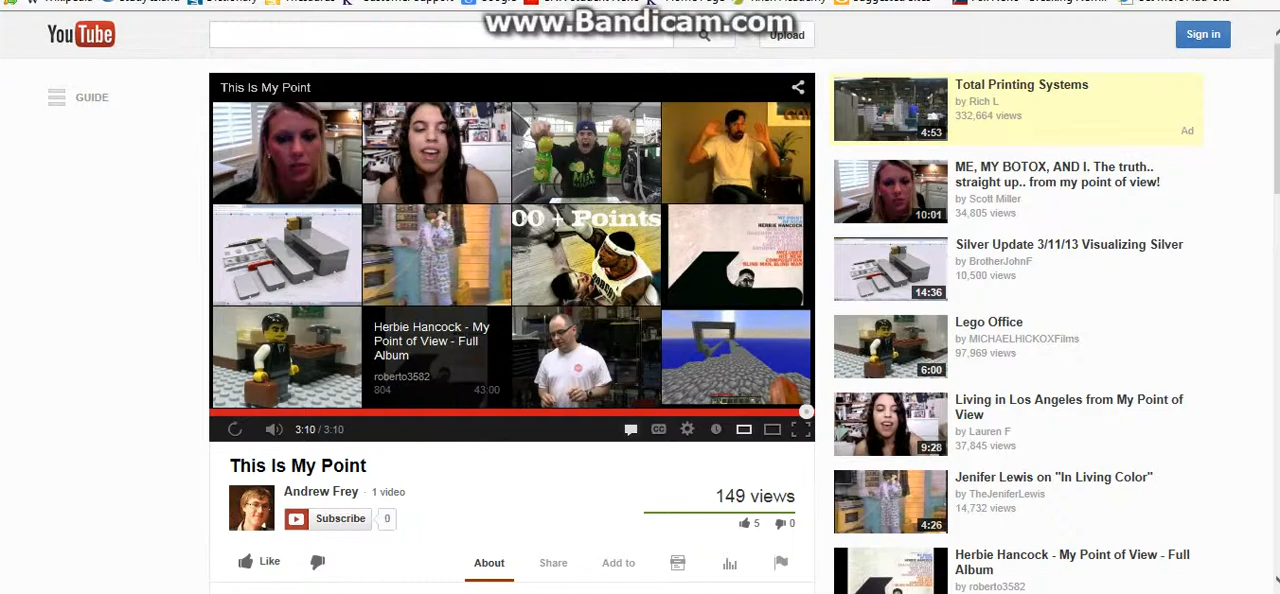 www.Bandicam.com
YouTube
Upload
Sign in
GUIDE
This Is My Point
OO + Points
HERBIE HANCOCK
Herbie Hancock - My
Point of View - Full
Album
roberto3582
804 43:00
3:10 / 3:10
CC
This Is My Point
Andrew Frey · 1 video
Subscribe 0
149 views
5 0
Like
About Share Add to
Total Printing Systems
by Rich L
332,664 views
Ad
4:53
ME, MY BOTOX, AND I. The truth..
straight up.. from my point of view!
by Scott Miller
34,805 views
10:01
Silver Update 3/11/13 Visualizing Silver
by BrotherJohnF
10,500 views
14:36
Lego Office
by MICHAELHICKOXFilms
97,969 views
6:00
Living in Los Angeles from My Point of
View
by Lauren F
37,845 views
9:28
Jenifer Lewis on "In Living Color"
by TheJeniferLewis
14,732 views
4:26
Herbie Hancock - My Point of View - Full
Album
by roberto3582